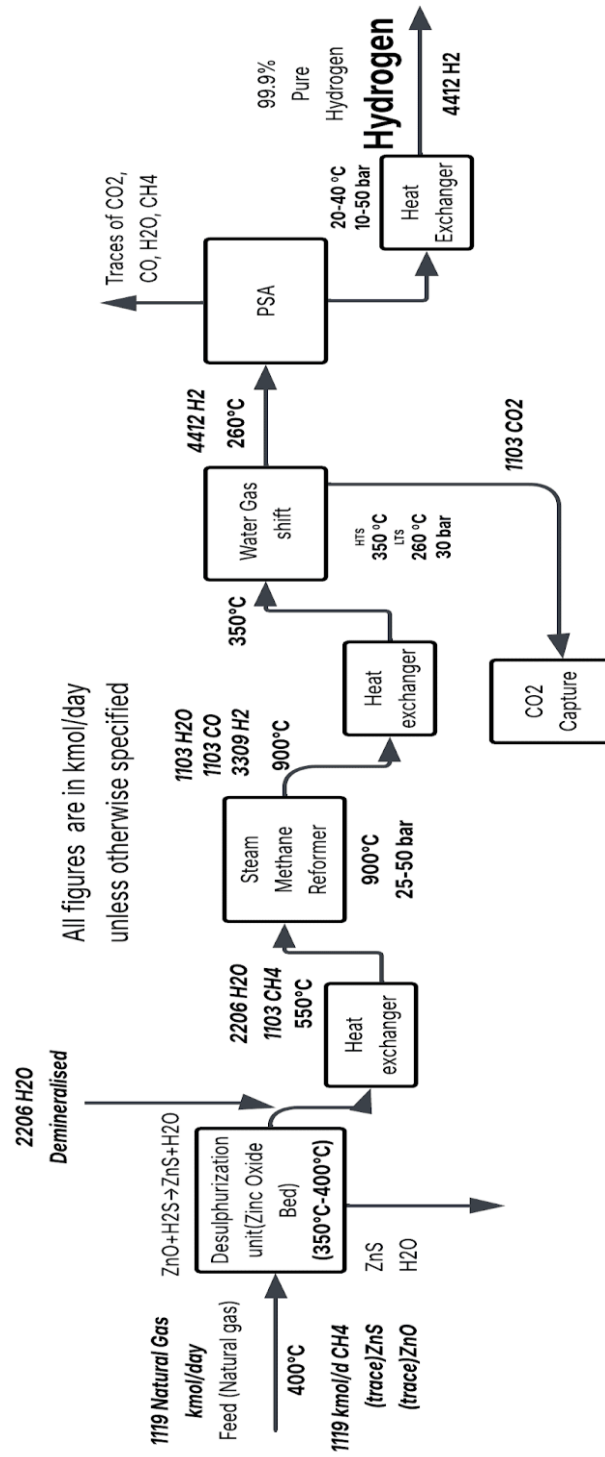 All figures are in kmol/day
unless otherwise specified
1119 Natural Gas
kmol/day
Feed (Natural gas)
400°C
1119 kmol/d CH4
(trace)ZnS
(trace)ZnO
ZnO+H2S→ZnS+H2O
Desulphurization
unit(Zinc Oxide
Bed)
(350°C-400°C)
ZnS
H2O
2206 H2O
Demineralised
2206 H2O
1103 CH4
550°C
Heat
exchanger
Steam
Methane
Reformer
900°C
25-50 bar
1103 H2O
1103 CO
3309 H2
900°C
Heat
exchanger
350°C
Water Gas
shift
HTS
350 °C
LTS
260 °C
30 bar
1103 CO2
CO2
Capture
4412 H2
260°C
PSA
Traces of CO2,
CO, H2O, CH4
20-40 °C
10-50 bar
Heat
Exchanger
99.9%
Pure
Hydrogen
Hydrogen
4412 H2